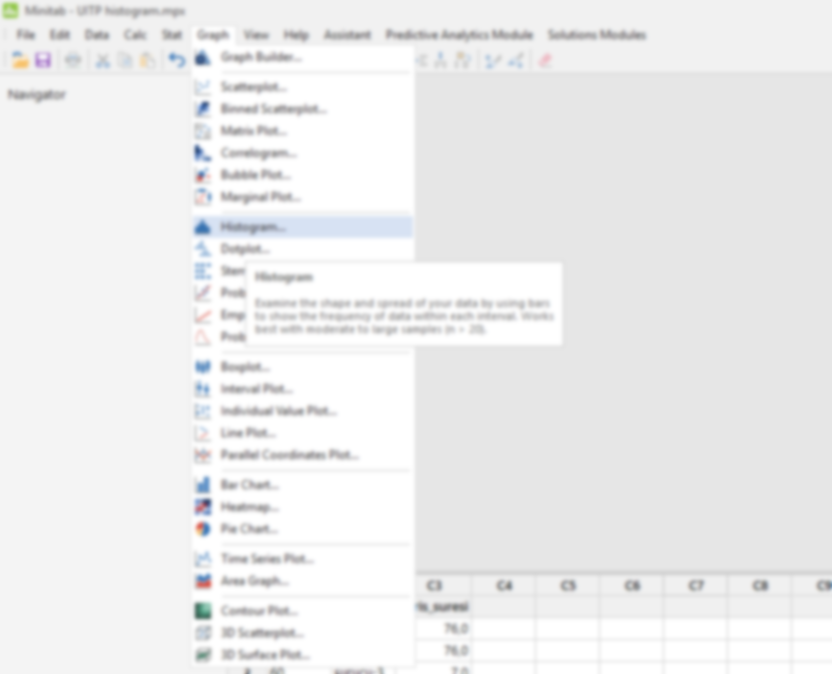 Minitab - UITP histogram.mpx
File Edit Data Calc Stat Graph View Help Assistant Predictive Analytics Module Solutions Modules
Navigator
Graph Builder...
Scatterplot...
Binned Scatterplot...
Matrix Plot...
Correlogram...
Bubble Plot...
Marginal Plot...
Histogram...
Dotplot...
Stem
Prob
Emp
Prob
Histogram
Examine the shape and spread of your data by using bars
to show the frequency of data within each interval. Works
best with moderate to large samples (n > 20).
Boxplot...
Interval Plot...
Individual Value Plot...
Line Plot...
Parallel Coordinates Plot...
Bar Chart...
Heatmap...
Pie Chart...
Time Series Plot...
Area Graph...
Contour Plot...
3D Scatterplot...
3D Surface Plot...
C3 C4 C5 C6 C7 C8 C9
76,0
76,0
7,0